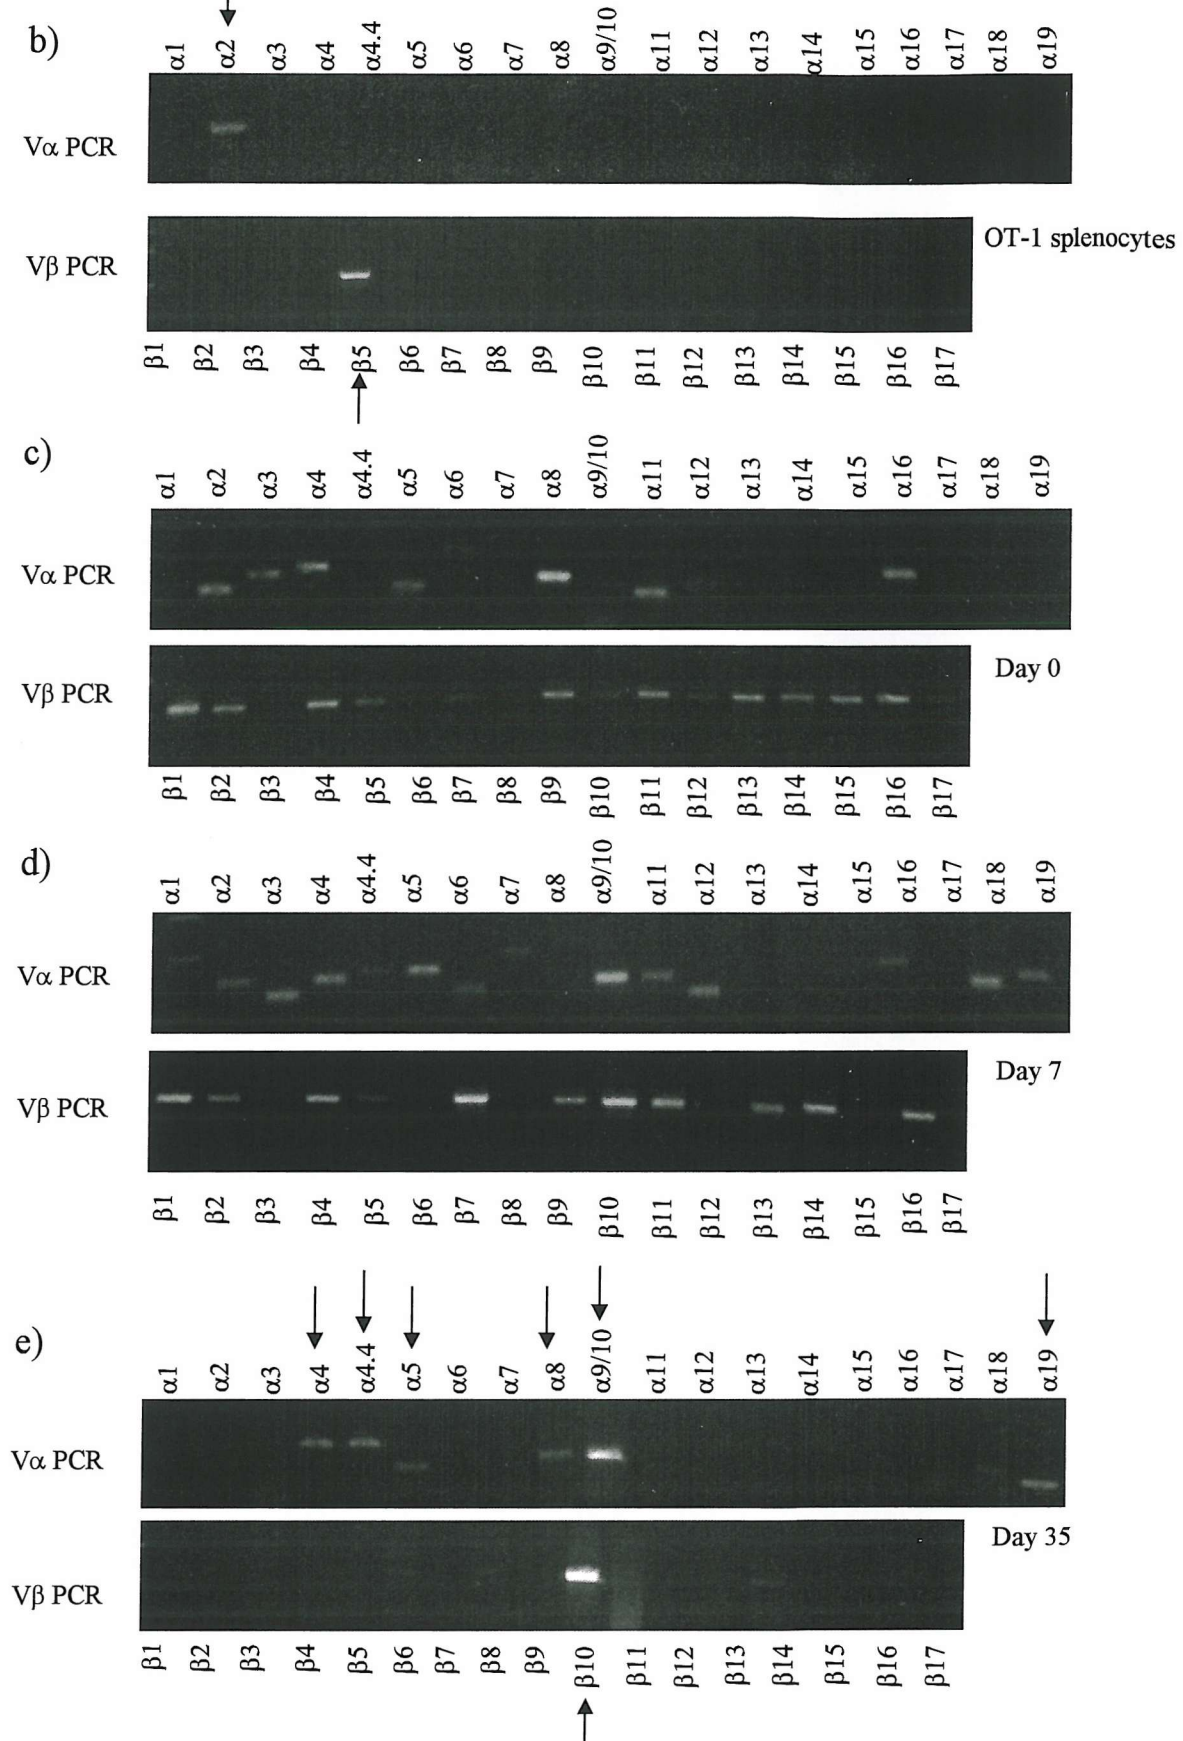 b)
α1 α2 α3 α4 α4.4 α5 α6 α7 α8 α9/10 α11 α12 α13 α14 α15 α16 α17 α18 α19
Vα PCR
Vβ PCR
OT-1 splenocytes
β1 β2 β3 β4 β5 β6 β7 β8 β9 β10 β11 β12 β13 β14 β15 β16 β17
c)
α1 α2 α3 α4 α4.4 α5 α6 α7 α8 α9/10 α11 α12 α13 α14 α15 α16 α17 α18 α19
Vα PCR
Vβ PCR
Day 0
β1 β2 β3 β4 β5 β6 β7 β8 β9 β10 β11 β12 β13 β14 β15 β16 β17
d)
α1 α2 α3 α4 α4.4 α5 α6 α7 α8 α9/10 α11 α12 α13 α14 α15 α16 α17 α18 α19
Vα PCR
Vβ PCR
Day 7
β1 β2 β3 β4 β5 β6 β7 β8 β9 β10 β11 β12 β13 β14 β15 β16 β17
e)
α1 α2 α3 α4 α4.4 α5 α6 α7 α8 α9/10 α11 α12 α13 α14 α15 α16 α17 α18 α19
Vα PCR
Vβ PCR
Day 35
β1 β2 β3 β4 β5 β6 β7 β8 β9 β10 β11 β12 β13 β14 β15 β16 β17